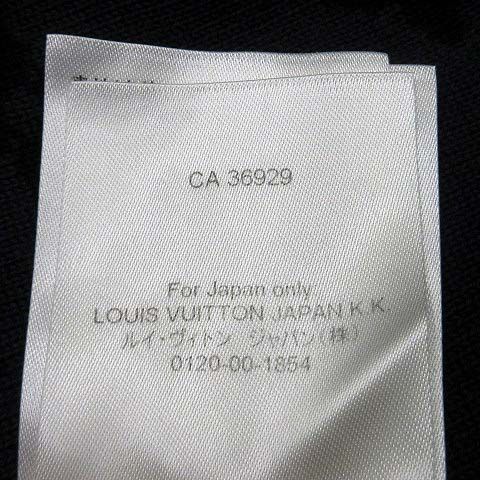 CA 36929
For Japan only:
LOUIS VUITTON JAPAN K.K.
ルイ・ヴィトン ジャパン(株)
0120-00-1854